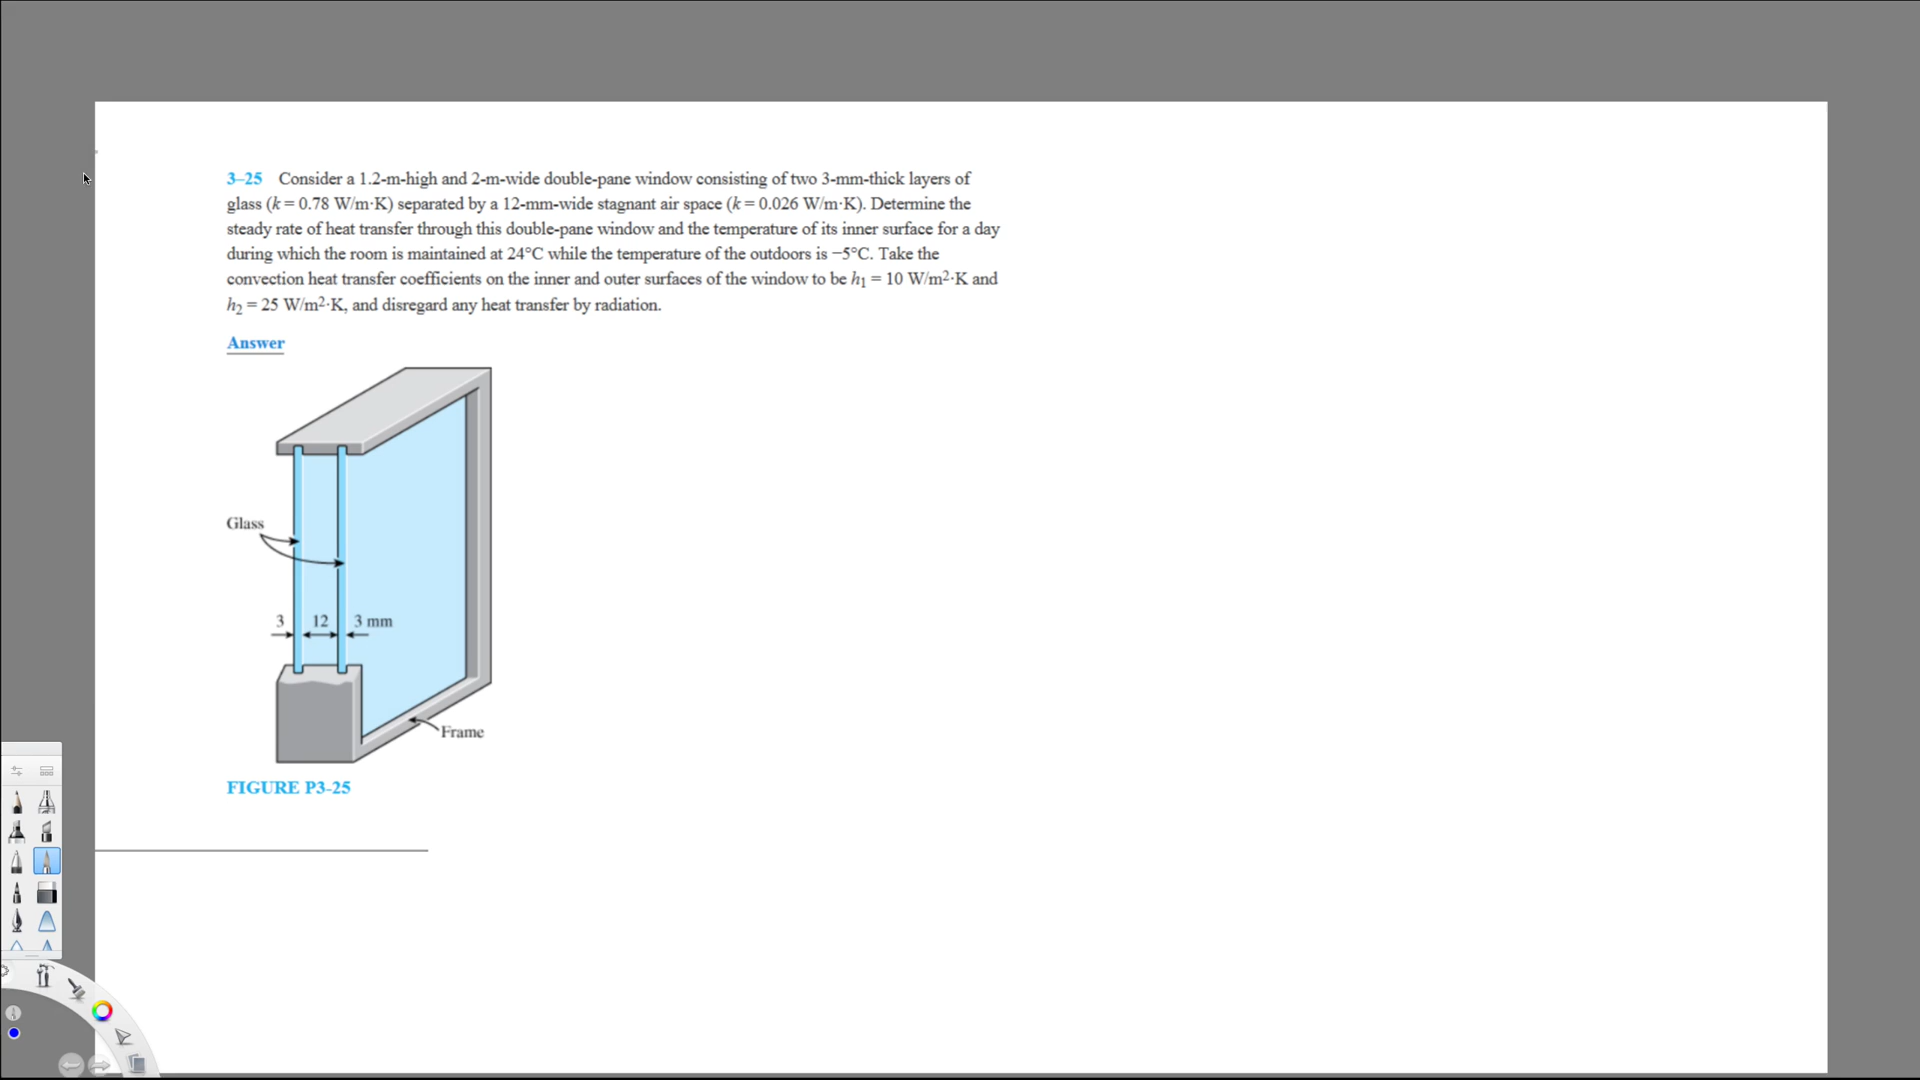 3–25 Consider a 1.2-m-high and 2-m-wide double-pane window consisting of two 3-mm-thick layers of
glass (k = 0.78 W/m·K) separated by a 12-mm-wide stagnant air space (k = 0.026 W/m·K). Determine the
steady rate of heat transfer through this double-pane window and the temperature of its inner surface for a day
during which the room is maintained at 24°C while the temperature of the outdoors is −5°C. Take the
convection heat transfer coefficients on the inner and outer surfaces of the window to be h₁ = 10 W/m²·K and
h₂ = 25 W/m²·K, and disregard any heat transfer by radiation.
Answer
Glass
3 12 3 mm
Frame
FIGURE P3-25